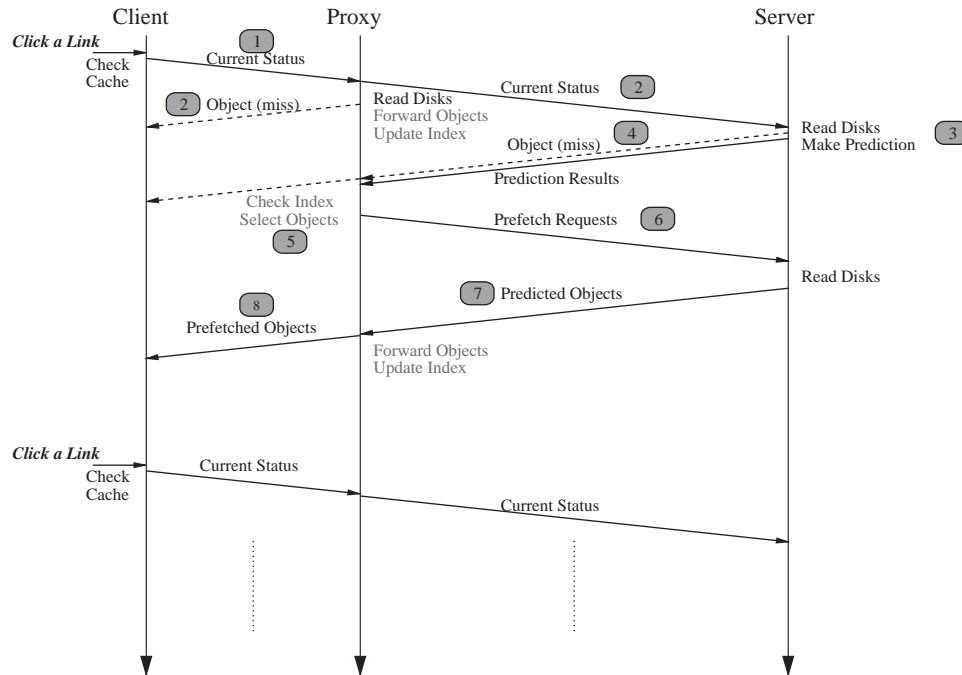 Client
Proxy
Server
Click a Link
1
Check
Cache
Current Status
Current Status
2
2
Object (miss)
Read Disks
Forward Objects
Update Index
4
Object (miss)
Read Disks
Make Prediction
3
Prediction Results
Check Index
Select Objects
5
Prefetch Requests
6
Read Disks
7
Predicted Objects
8
Prefetched Objects
Forward Objects
Update Index
Click a Link
Check
Cache
Current Status
Current Status